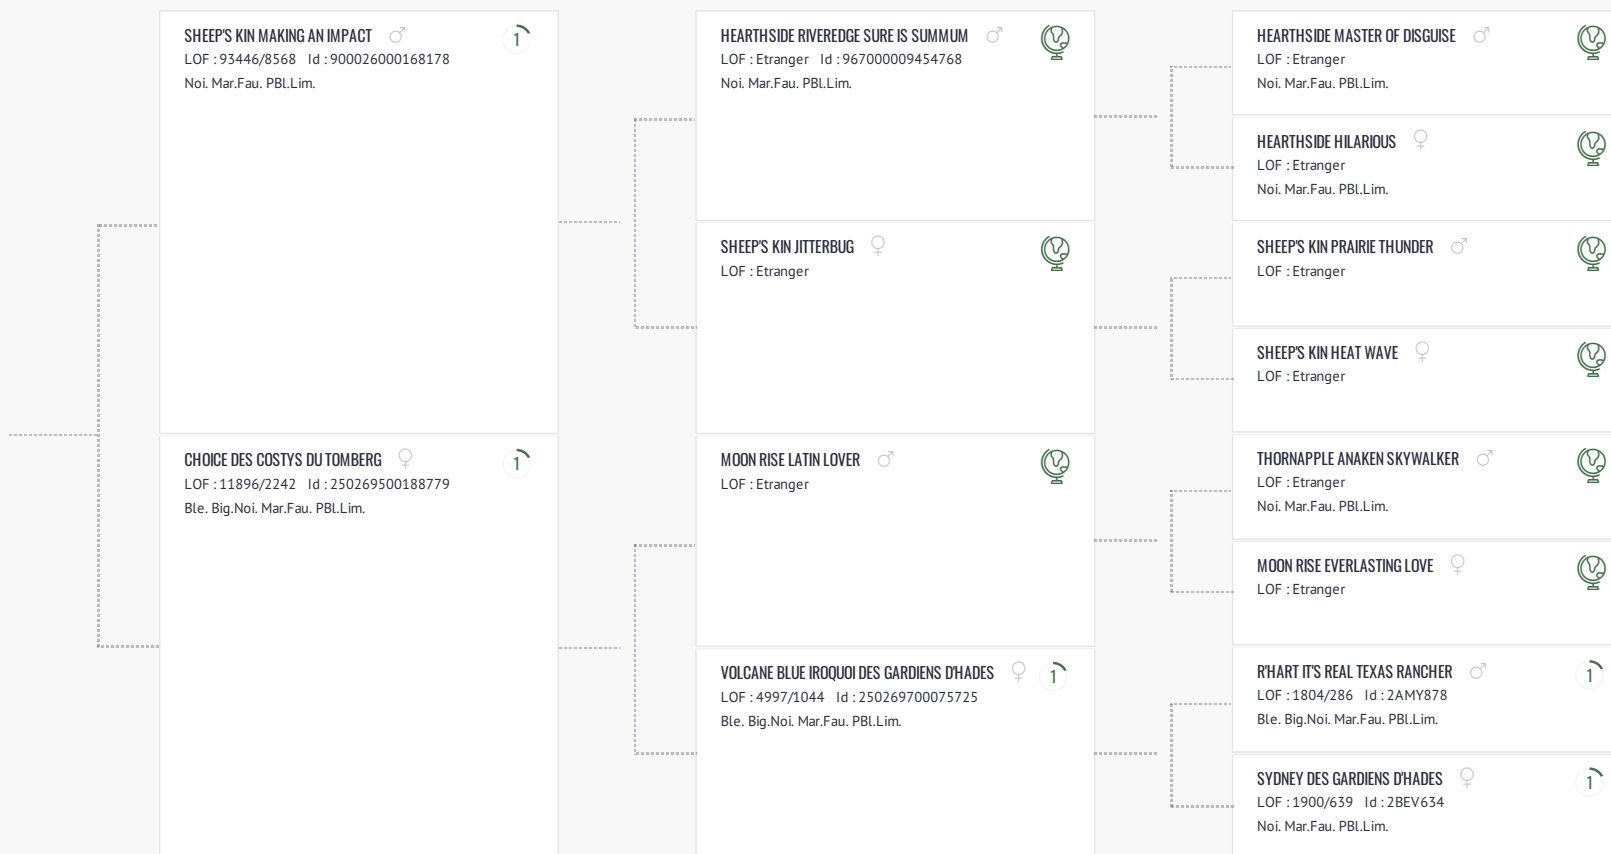 SHEEP'S KIN MAKING AN IMPACT
1
LOF : 93446/8568 Id : 900026000168178
Noi. Mar.Fau. PBl.Lim.
CHOICE DES COSTYS DU TOMBERG
1
LOF : 11896/2242 Id : 250269500188779
Ble. Big.Noi. Mar.Fau. PBl.Lim.
HEARTHSIDE RIVEREDGE SURE IS SUMMUM
LOF : Etranger Id : 967000009454768
Noi. Mar.Fau. PBl.Lim.
SHEEP'S KIN JITTERBUG
LOF : Etranger
MOON RISE LATIN LOVER
LOF : Etranger
VOLCANE BLUE IROQUOI DES GARDIENS D'HADES
1
LOF : 4997/1044 Id : 250269700075725
Ble. Big.Noi. Mar.Fau. PBl.Lim.
HEARTHSIDE MASTER OF DISGUISE
LOF : Etranger
Noi. Mar.Fau. PBl.Lim.
HEARTHSIDE HILARIOUS
LOF : Etranger
Noi. Mar.Fau. PBl.Lim.
SHEEP'S KIN PRAIRIE THUNDER
LOF : Etranger
SHEEP'S KIN HEAT WAVE
LOF : Etranger
THORNAPPLE ANAKEN SKYWALKER
LOF : Etranger
Noi. Mar.Fau. PBl.Lim.
MOON RISE EVERLASTING LOVE
LOF : Etranger
R'HART IT'S REAL TEXAS RANCHER
1
LOF : 1804/286 Id : 2AMY878
Ble. Big.Noi. Mar.Fau. PBl.Lim.
SYDNEY DES GARDIENS D'HADES
1
LOF : 1900/639 Id : 2BEV634
Noi. Mar.Fau. PBl.Lim.